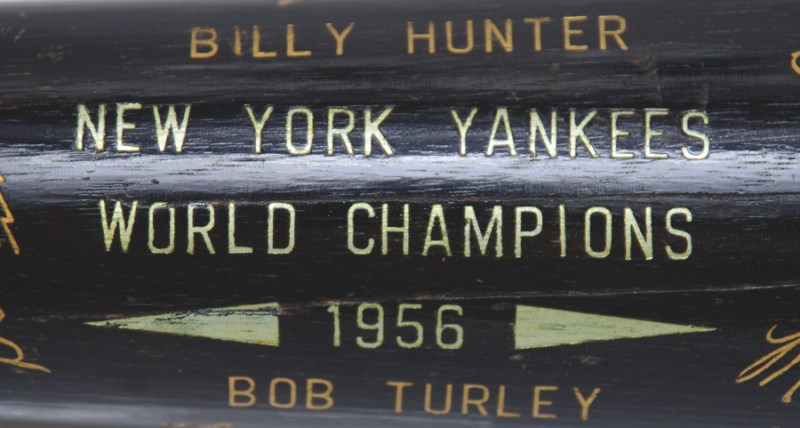 BILLY HUNTER
NEW YORK YANKEES
WORLD CHAMPIONS
1956
BOB TURLEY